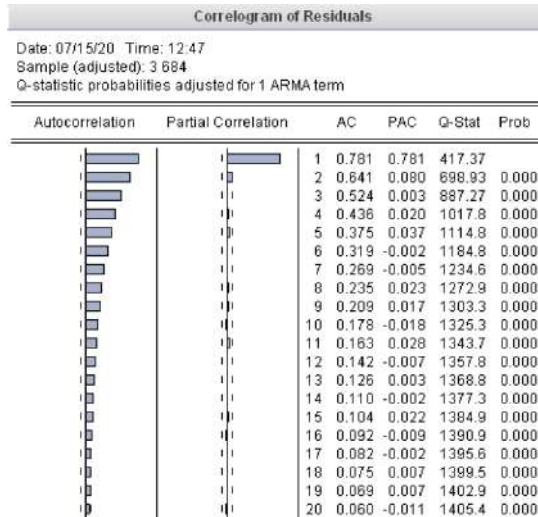 Correlogram of Residuals
Date: 07/15/20 Time: 12:47
Sample (adjusted): 3 684
Q-statistic probabilities adjusted for 1 ARMA term
Autocorrelation Partial Correlation AC PAC Q-Stat Prob
1 0.781 0.781 417.37
2 0.641 0.080 698.93 0.000
3 0.524 0.003 887.27 0.000
4 0.436 0.020 1017.8 0.000
5 0.375 0.037 1114.8 0.000
6 0.319 -0.002 1184.8 0.000
7 0.269 -0.005 1234.6 0.000
8 0.235 0.023 1272.9 0.000
9 0.209 0.017 1303.3 0.000
10 0.178 -0.018 1325.3 0.000
11 0.163 0.028 1343.7 0.000
12 0.142 -0.007 1357.8 0.000
13 0.126 0.003 1368.8 0.000
14 0.110 -0.002 1377.3 0.000
15 0.104 0.022 1384.9 0.000
16 0.092 -0.009 1390.9 0.000
17 0.082 -0.002 1395.6 0.000
18 0.075 0.007 1399.5 0.000
19 0.069 0.007 1402.9 0.000
20 0.060 -0.011 1405.4 0.000